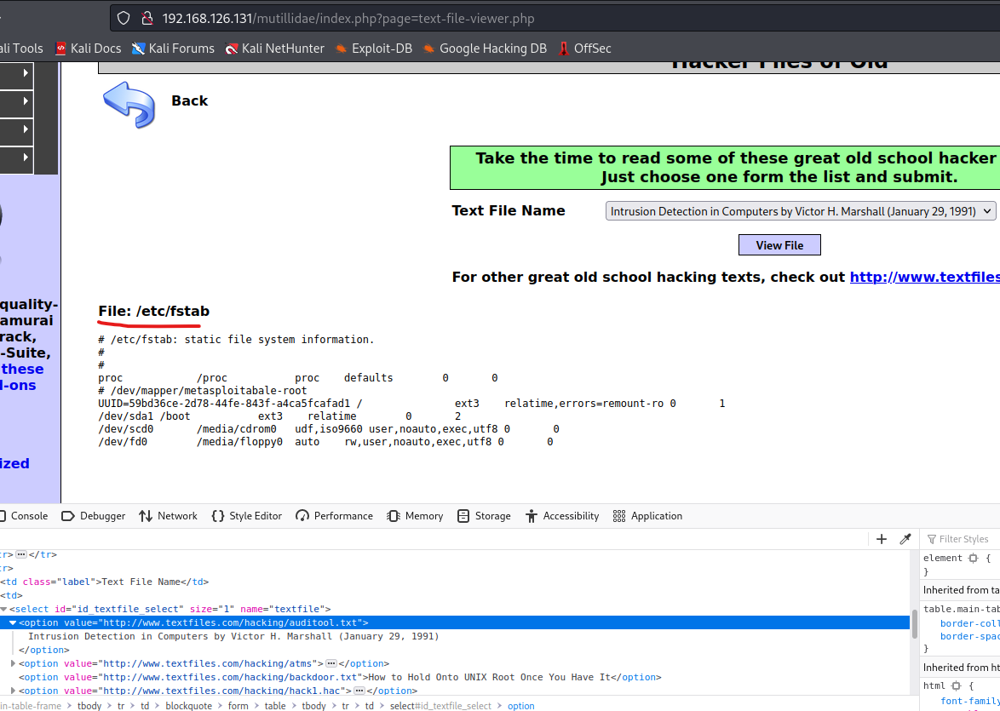 192.168.126.131/mutillidae/index.php?page=text-file-viewer.php
ali Tools Kali Docs Kali Forums Kali NetHunter Exploit-DB Google Hacking DB OffSec
Hacker Files of Old
Back
Take the time to read some of these great old school hacker
Just choose one form the list and submit.
Text File Name Intrusion Detection in Computers by Victor H. Marshall (January 29, 1991)
View File
For other great old school hacking texts, check out http://www.textfiles
quality-
amurai
rack,
-Suite,
these
l-ons
ized
File: /etc/fstab
# /etc/fstab: static file system information.
#
#
proc /proc proc defaults 0 0
# /dev/mapper/metasploitabale-root
UUID=59bd36ce-2d78-44fe-843f-a4ca5fcafad1 / ext3 relatime,errors=remount-ro 0 1
/dev/sda1 /boot ext3 relatime 0 2
/dev/scd0 /media/cdrom0 udf,iso9660 user,noauto,exec,utf8 0 0
/dev/fd0 /media/floppy0 auto rw,user,noauto,exec,utf8 0 0
Console Debugger Network {} Style Editor Performance Memory Storage Accessibility Application
+ Filter Styles
tr> ••• </tr>
tr>
<td class="label">Text File Name</td>
<td>
<select id="id_textfile_select" size="1" name="textfile">
<option value="http://www.textfiles.com/hacking/auditool.txt">
Intrusion Detection in Computers by Victor H. Marshall (January 29, 1991)
</option>
<option value="http://www.textfiles.com/hacking/atms"> ••• </option>
<option value="http://www.textfiles.com/hacking/backdoor.txt">How to Hold Onto UNIX Root Once You Have It</option>
<option value="http://www.textfiles.com/hacking/hack1.hac"> ••• </option>
in-table-frame > tbody > tr > td > blockquote > form > table > tbody > tr > td > select#id_textfile_select > option
element {
}
Inherited from ta
table.main-tab
border-coll
border-spac
}
Inherited from ht
html {
font-family